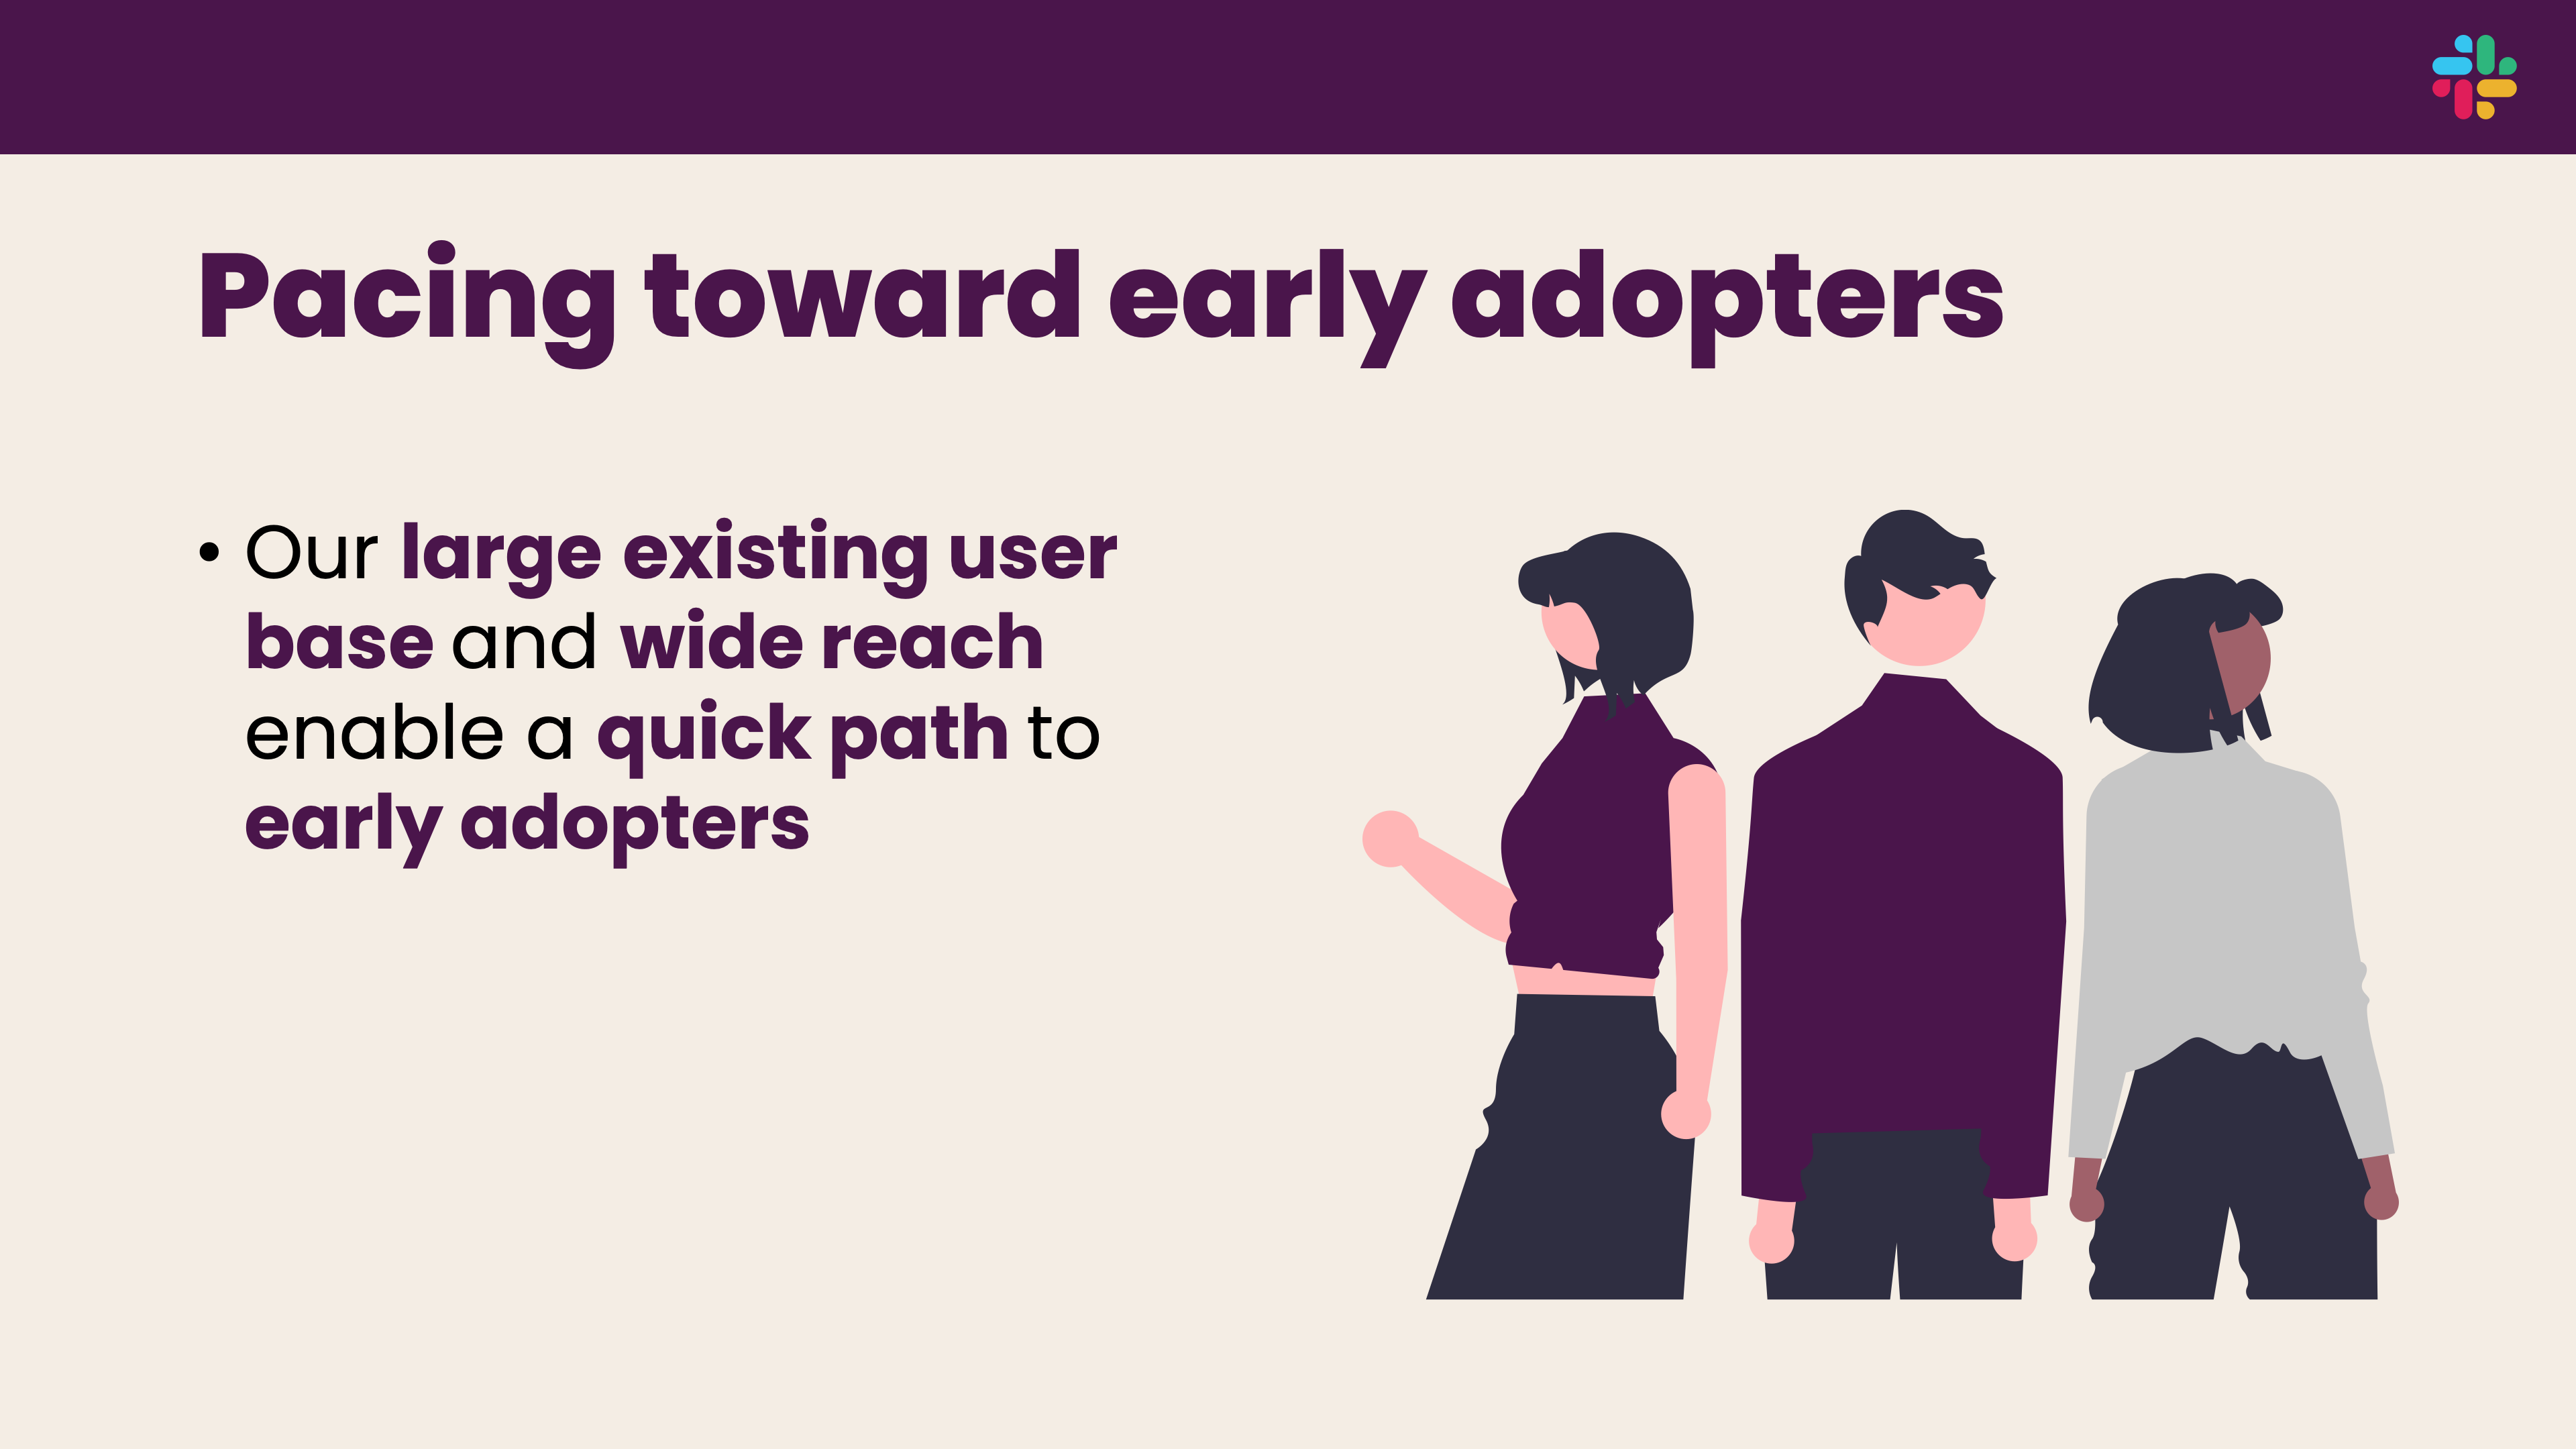 Pacing toward early adopters
• Our large existing user
base and wide reach
enable a quick path to
early adopters